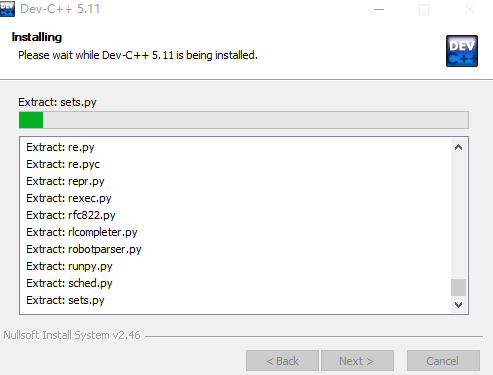 Dev-C++ 5.11
Installing
Please wait while Dev-C++ 5.11 is being installed.
DEV
C++
Extract: sets.py
Extract: re.py
Extract: re.pyc
Extract: repr.py
Extract: rexec.py
Extract: rfc822.py
Extract: rlcompleter.py
Extract: robotparser.py
Extract: runpy.py
Extract: sched.py
Extract: sets.py
Nullsoft Install System v2.46
< Back
Next >
Cancel